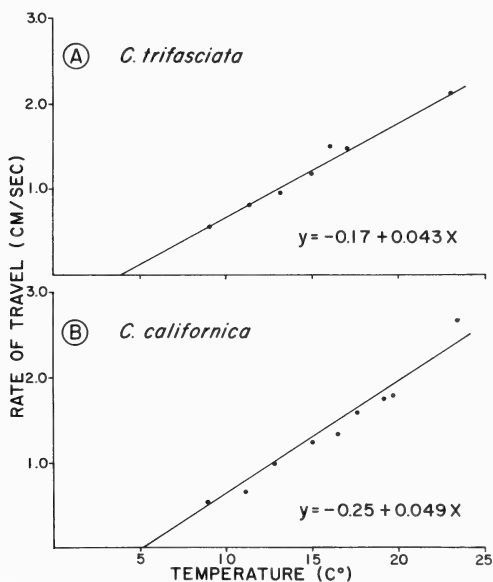 3.0
A C. trifasciata
2.0
1.0
y = -0.17 + 0.043 X
3.0
B C. californica
2.0
1.0
y = -0.25 + 0.049 X
5 10 15 20 25
TEMPERATURE (C°)
RATE OF TRAVEL (CM/SEC)